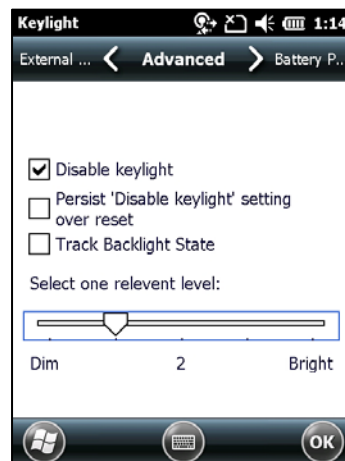 Keylight 1:14
External ... Advanced Battery P..
Disable keylight
Persist 'Disable keylight' setting
over reset
Track Backlight State
Select one relevent level:
Dim 2 Bright
OK